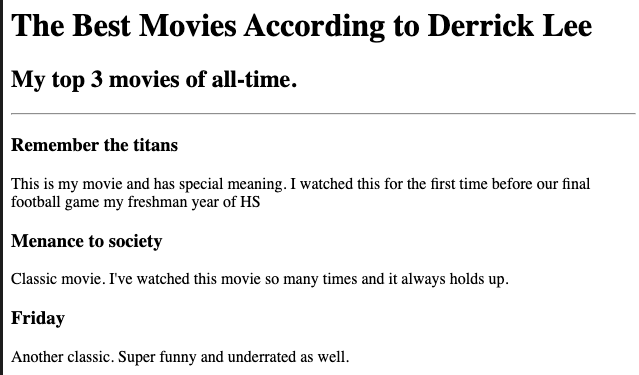 The Best Movies According to Derrick Lee
My top 3 movies of all-time.
Remember the titans
This is my movie and has special meaning. I watched this for the first time before our final
football game my freshman year of HS
Menance to society
Classic movie. I've watched this movie so many times and it always holds up.
Friday
Another classic. Super funny and underrated as well.